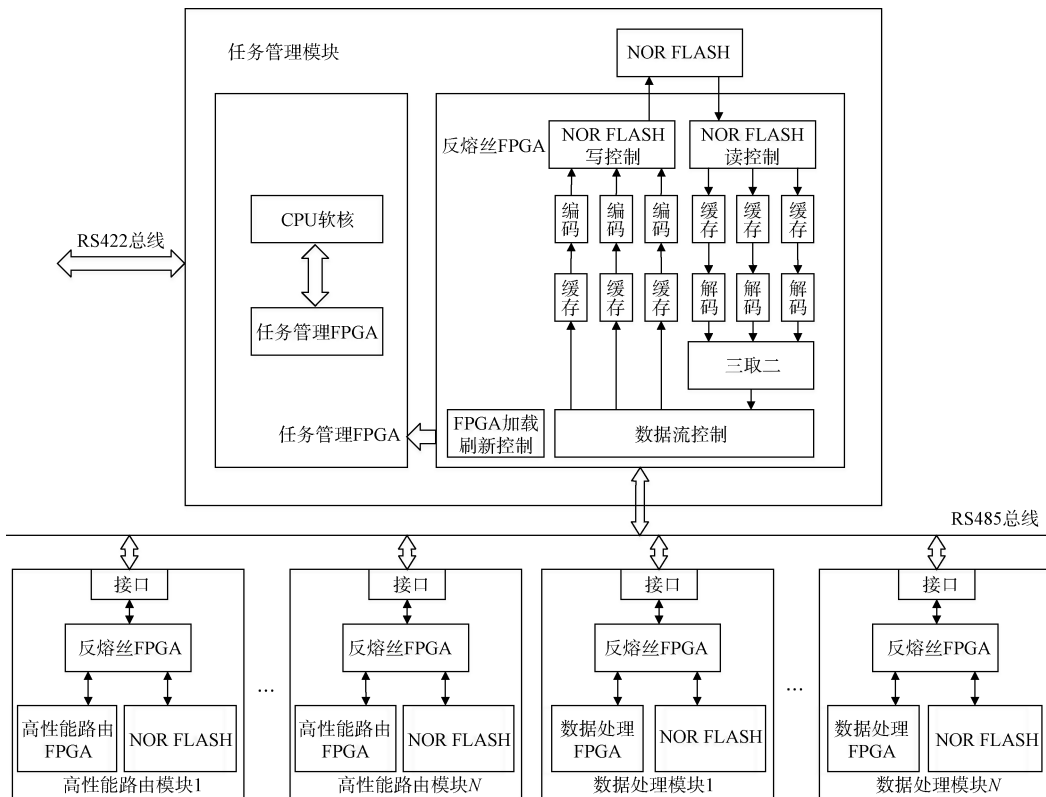 任务管理模块
NOR FLASH
反熔丝FPGA
NOR FLASH
写控制
NOR FLASH
读控制
CPU软核
编码
编码
编码
缓存
缓存
缓存
RS422总线
缓存
缓存
缓存
解码
解码
解码
任务管理FPGA
三取二
任务管理FPGA
FPGA加载
刷新控制
数据流控制
RS485总线
接口
接口
接口
接口
反熔丝FPGA
反熔丝FPGA
反熔丝FPGA
反熔丝FPGA
...
...
高性能路由
FPGA
NOR FLASH
高性能路由
FPGA
NOR FLASH
数据处理
FPGA
NOR FLASH
数据处理
FPGA
NOR FLASH
高性能路由模块1
高性能路由模块N
数据处理模块1
数据处理模块N